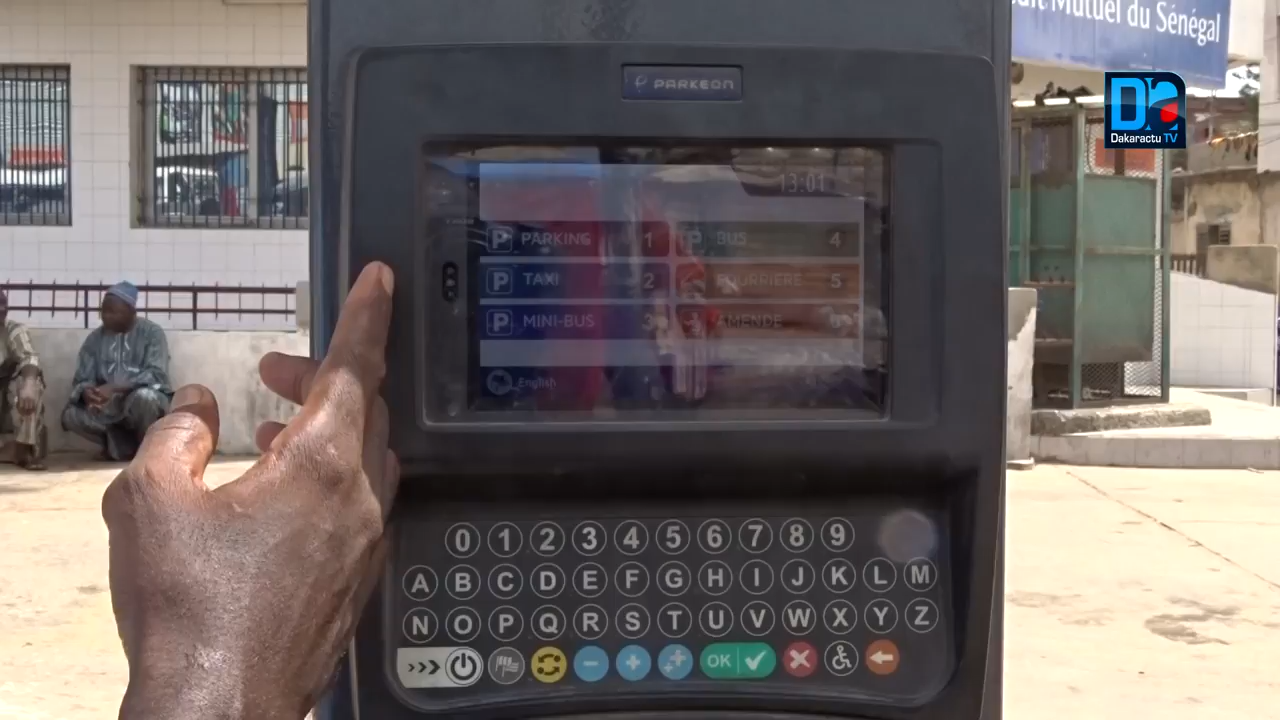 Mutuel du Sénégal
Dakaractu TV
PARKEON
13:01
P PARKING 1
P BUS 4
P TAXI 2
FOURRIERE 5
P MINI-BUS 3
AMENDE
English
0 1 2 3 4 5 6 7 8 9
A B C D E F G H I J K L M
N O P Q R S T U V W X Y Z
>>> − + OK